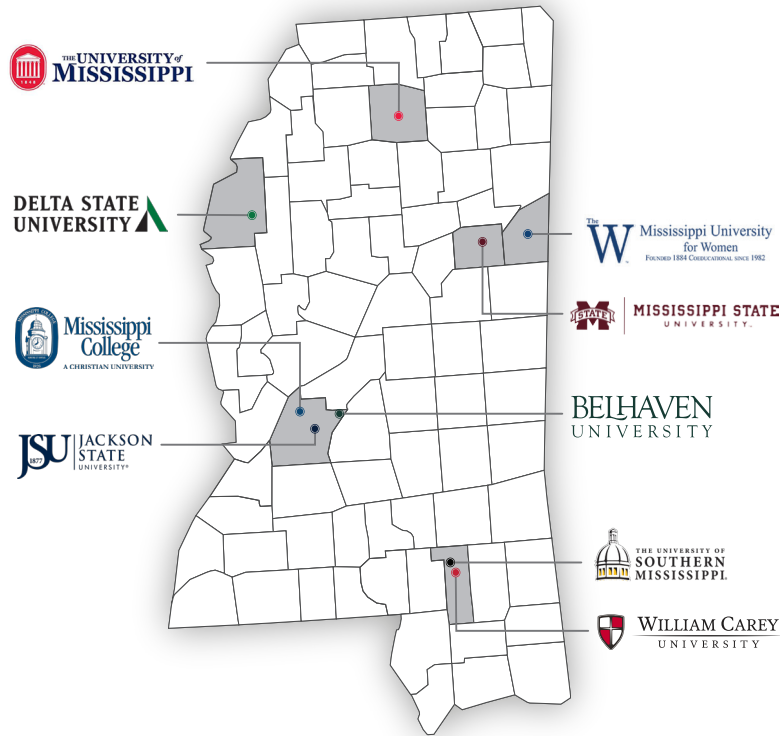 THE UNIVERSITY of
MISSISSIPPI
1848
DELTA STATE
UNIVERSITY
The
W
Mississippi University
for Women
FOUNDED 1884 COEDUCATIONAL SINCE 1982
STATE
M
MISSISSIPPI STATE
UNIVERSITY™
Mississippi
College
A CHRISTIAN UNIVERSITY
BELHAVEN
UNIVERSITY
JSU
1877
JACKSON
STATE
UNIVERSITY®
THE UNIVERSITY OF
SOUTHERN
MISSISSIPPI
WILLIAM CAREY
UNIVERSITY